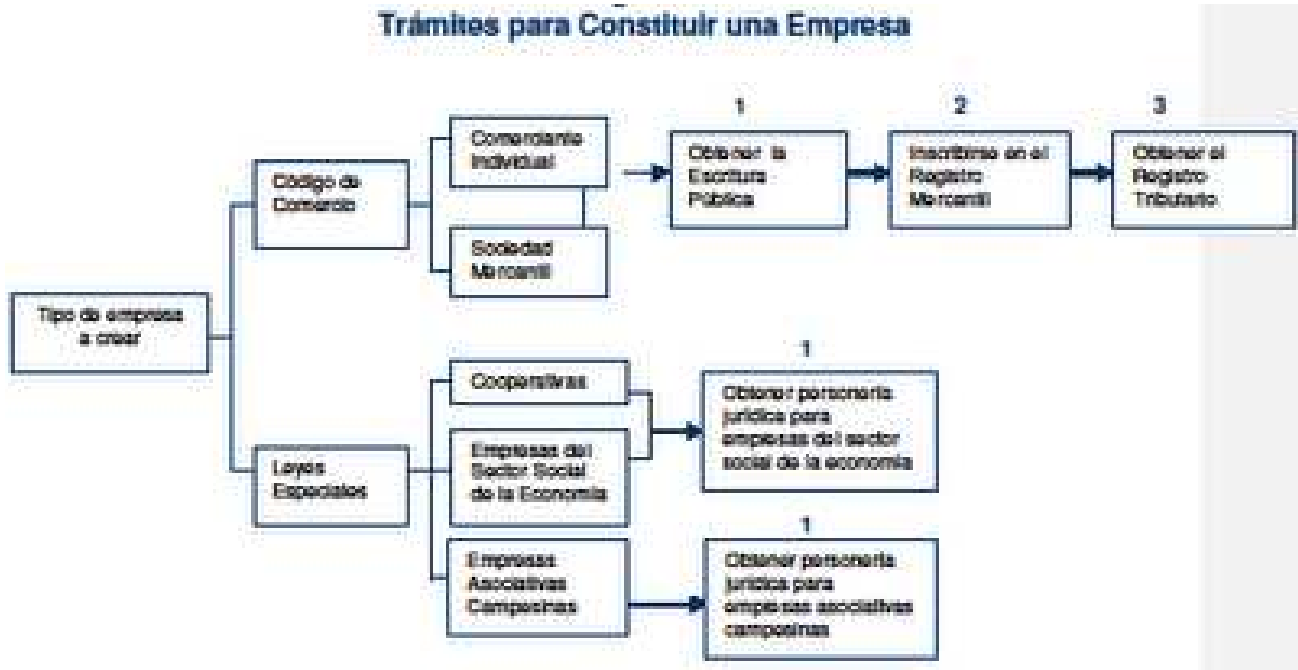 Trámites para Constituir una Empresa
1
2
3
Comerciante
Individual
Obtener la
Escritura
Pública
Inscribirse en el
Registro
Mercantil
Obtener el
Registro
Tributario
Código de
Comercio
Sociedad
Mercantil
Tipo de empresa
a crear
1
Cooperativas
Obtener personería
jurídica para
empresas del sector
social de la economía
Empresas del
Sector Social
de la Economía
Leyes
Especiales
1
Empresas
Asociativas
Campesinas
Obtener personería
jurídica para
empresas asociativas
campesinas